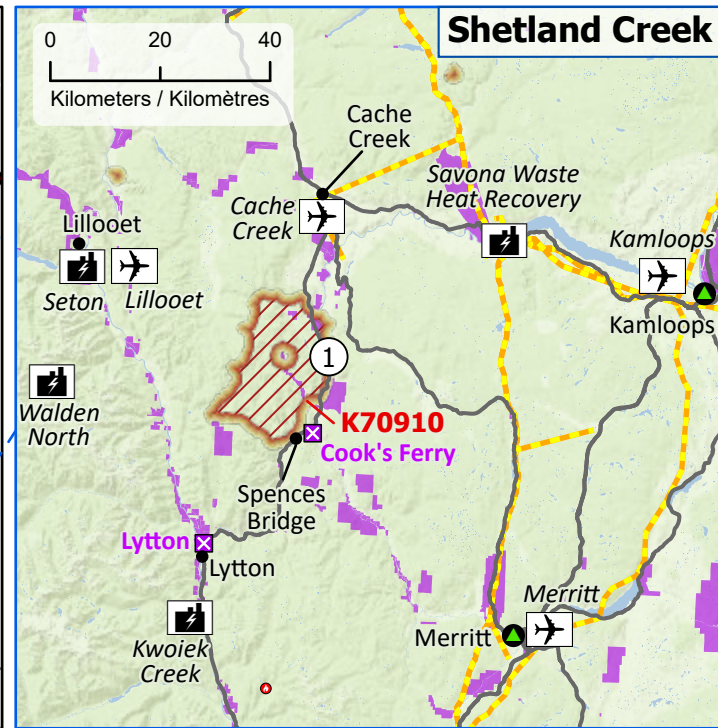 Shetland Creek
0 20 40
Kilometers / Kilomètres
Cache
Creek
Savona Waste
Heat Recovery
Cache
Creek
Lillooet
Kamloops
Seton
Lillooet
Kamloops
1
Walden
North
K70910
Cook's Ferry
Spences
Bridge
Lytton
Lytton
Merritt
Merritt
Kwoiek
Creek